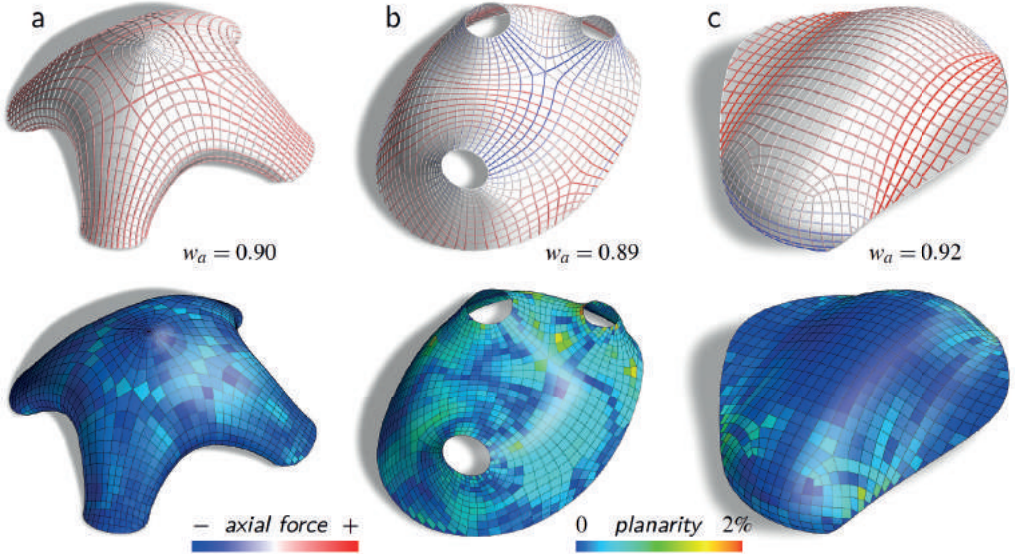 a
b
c
w_a = 0.90
w_a = 0.89
w_a = 0.92
− axial force +
0 planarity 2%